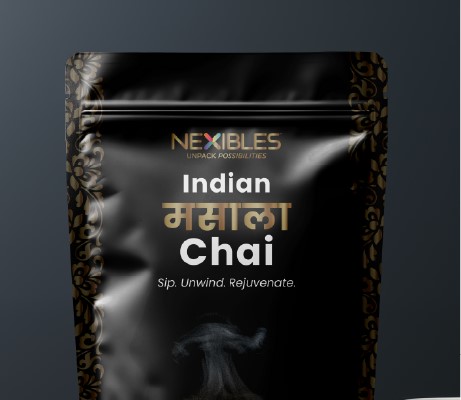 NEXIBLES
UNPACK POSSIBILITIES
Indian
मसाला
Chai
Sip. Unwind. Rejuvenate.